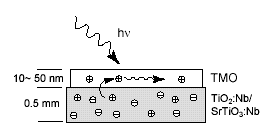 hν
10~ 50 nm
TMO
0.5 mm
TiO₂:Nb/
SrTiO₃:Nb